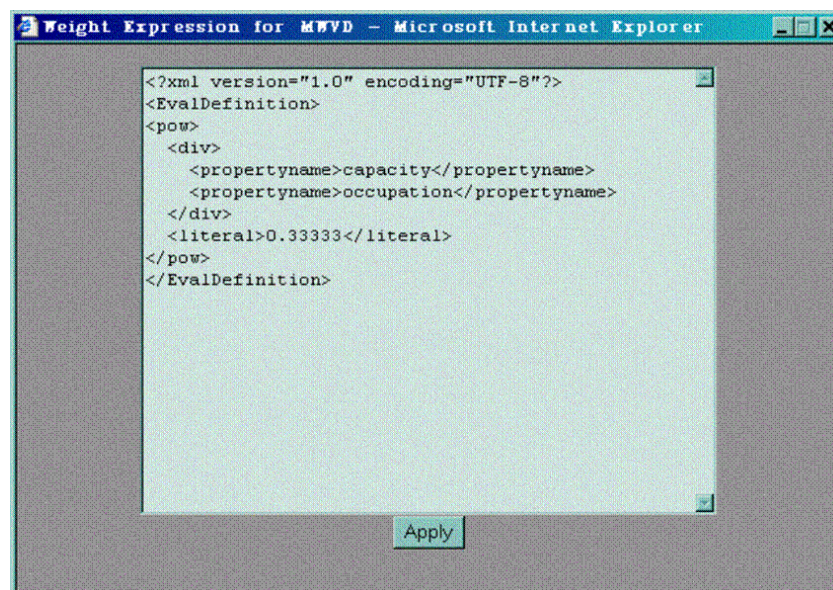 Weight Expression for MWVD - Microsoft Internet Explorer
<?xml version="1.0" encoding="UTF-8"?>
<EvalDefinition>
<pow>
  <div>
    <propertyname>capacity</propertyname>
    <propertyname>occupation</propertyname>
  </div>
  <literal>0.33333</literal>
</pow>
</EvalDefinition>
Apply